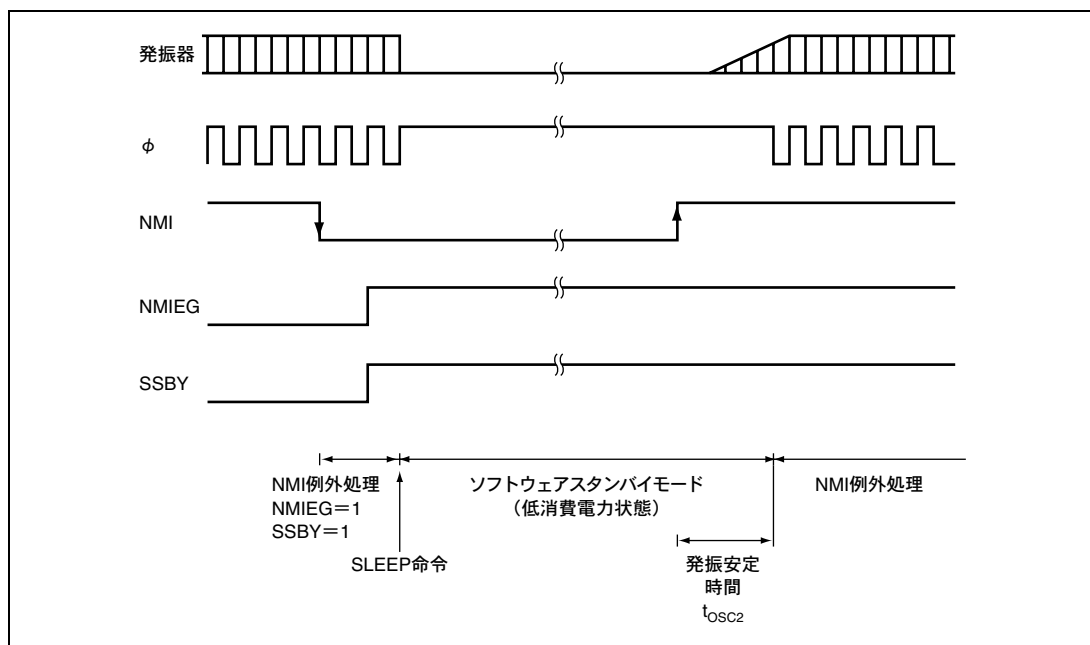 発振器
φ
NMI
NMIEG
SSBY
NMI例外処理
NMIEG=1
SSBY=1
SLEEP命令
ソフトウェアスタンバイモード
（低消費電力状態）
発振安定
時間
tOSC2
NMI例外処理